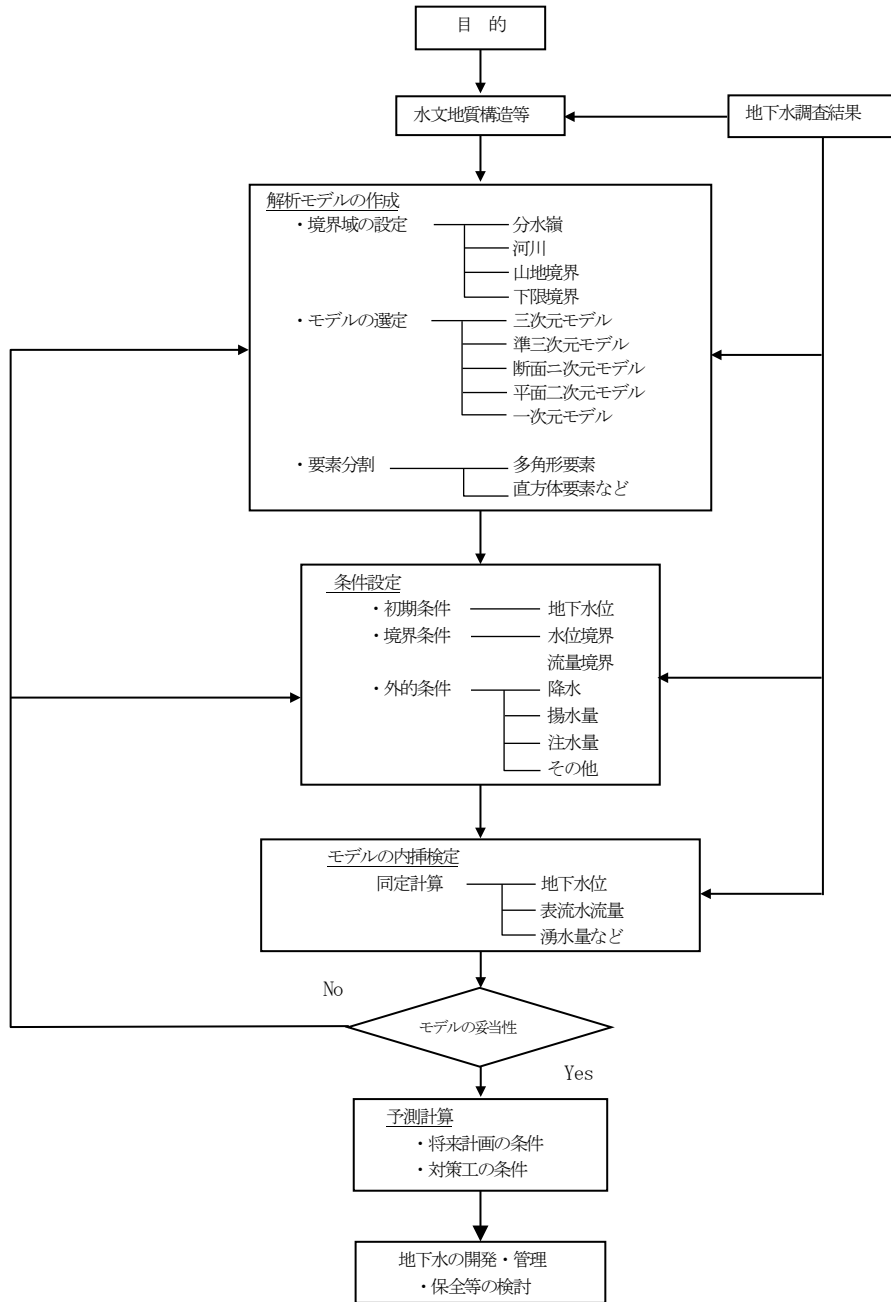 目　的
水文地質構造等
地下水調査結果
解析モデルの作成
・境界域の設定
分水嶺
河川
山地境界
下限境界
・モデルの選定
三次元モデル
準三次元モデル
断面ニ次元モデル
平面二次元モデル
一次元モデル
・要素分割
多角形要素
直方体要素など
条件設定
・初期条件
地下水位
・境界条件
水位境界
流量境界
・外的条件
降水
揚水量
注水量
その他
モデルの内挿検定
同定計算
地下水位
表流水流量
湧水量など
No
モデルの妥当性
Yes
予測計算
・将来計画の条件
・対策工の条件
地下水の開発・管理
・保全等の検討